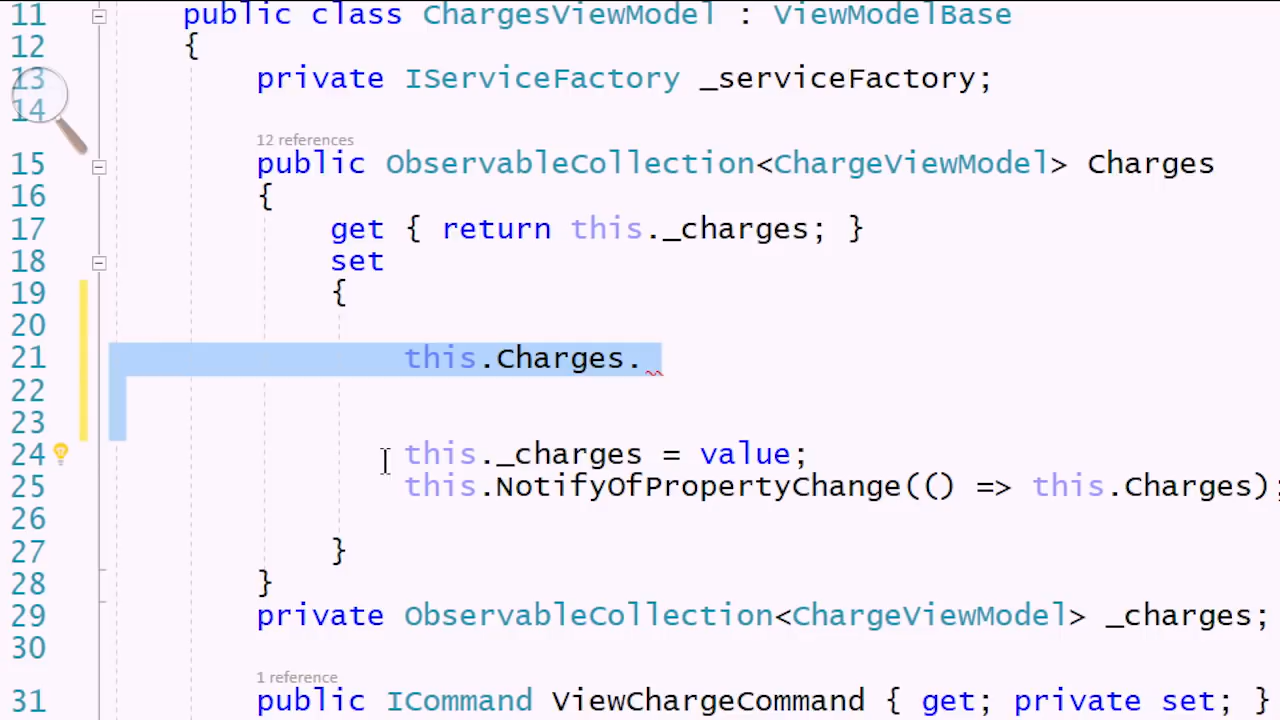 11 public class ChargesViewModel : ViewModelBase
12 {
13 private IServiceFactory _serviceFactory;
14
12 references
15 public ObservableCollection<ChargeViewModel> Charges
16 {
17 get { return this._charges; }
18 set
19 {
20
21 this.Charges.
22
23
24 this._charges = value;
25 this.NotifyOfPropertyChange(() => this.Charges);
26
27 }
28 }
29 private ObservableCollection<ChargeViewModel> _charges;
30
1 reference
31 public ICommand ViewChargeCommand { get; private set; }